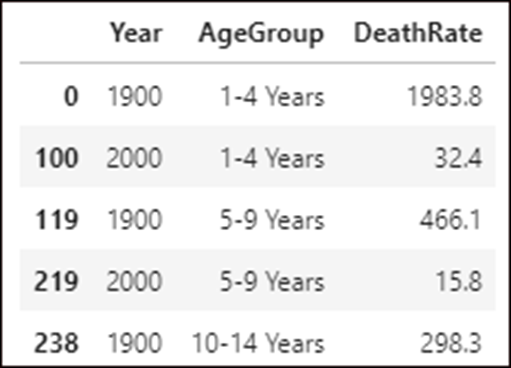 Year AgeGroup DeathRate
0 1900 1-4 Years 1983.8
100 2000 1-4 Years 32.4
119 1900 5-9 Years 466.1
219 2000 5-9 Years 15.8
238 1900 10-14 Years 298.3